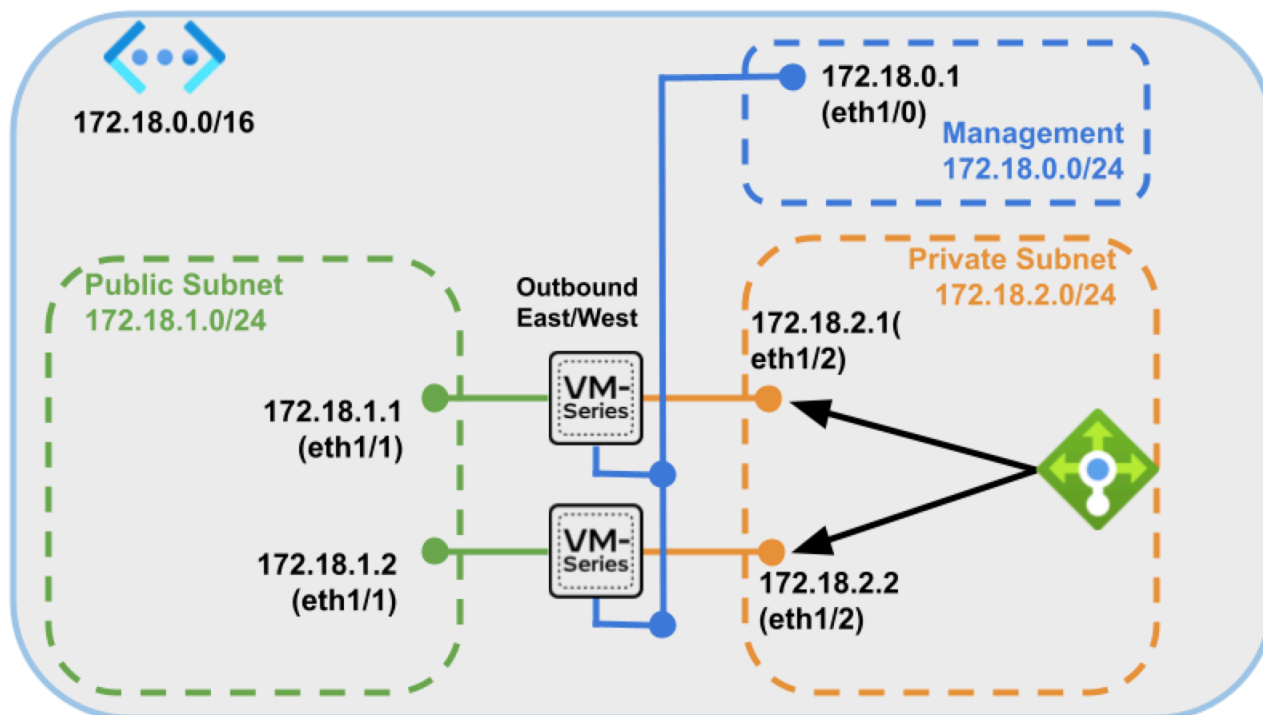 172.18.0.0/16
172.18.0.1
(eth1/0)
Management
172.18.0.0/24
Public Subnet
172.18.1.0/24
Outbound
East/West
Private Subnet
172.18.2.0/24
172.18.2.1(
eth1/2)
172.18.1.1
(eth1/1)
VM-
Series
172.18.1.2
(eth1/1)
VM-
Series
172.18.2.2
(eth1/2)